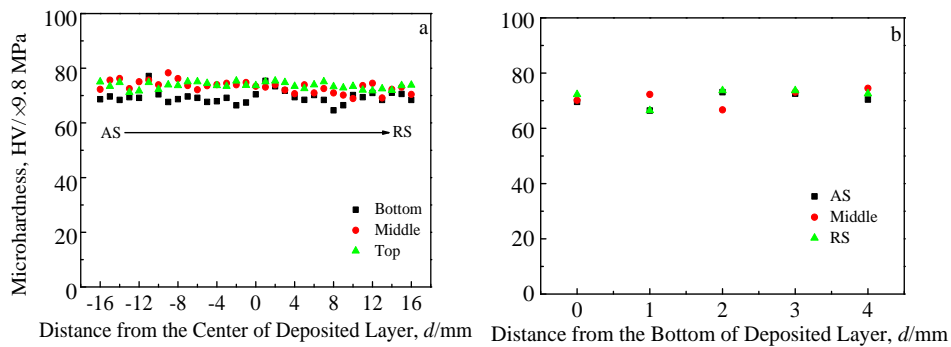 Microhardness, HV/×9.8 MPa
100
80
60
40
20
0
a
AS
RS
Bottom
Middle
Top
-16
-12
-8
-4
0
4
8
12
16
Distance from the Center of Deposited Layer, d/mm
100
80
60
40
20
0
b
AS
Middle
RS
0
1
2
3
4
Distance from the Bottom of Deposited Layer, d/mm